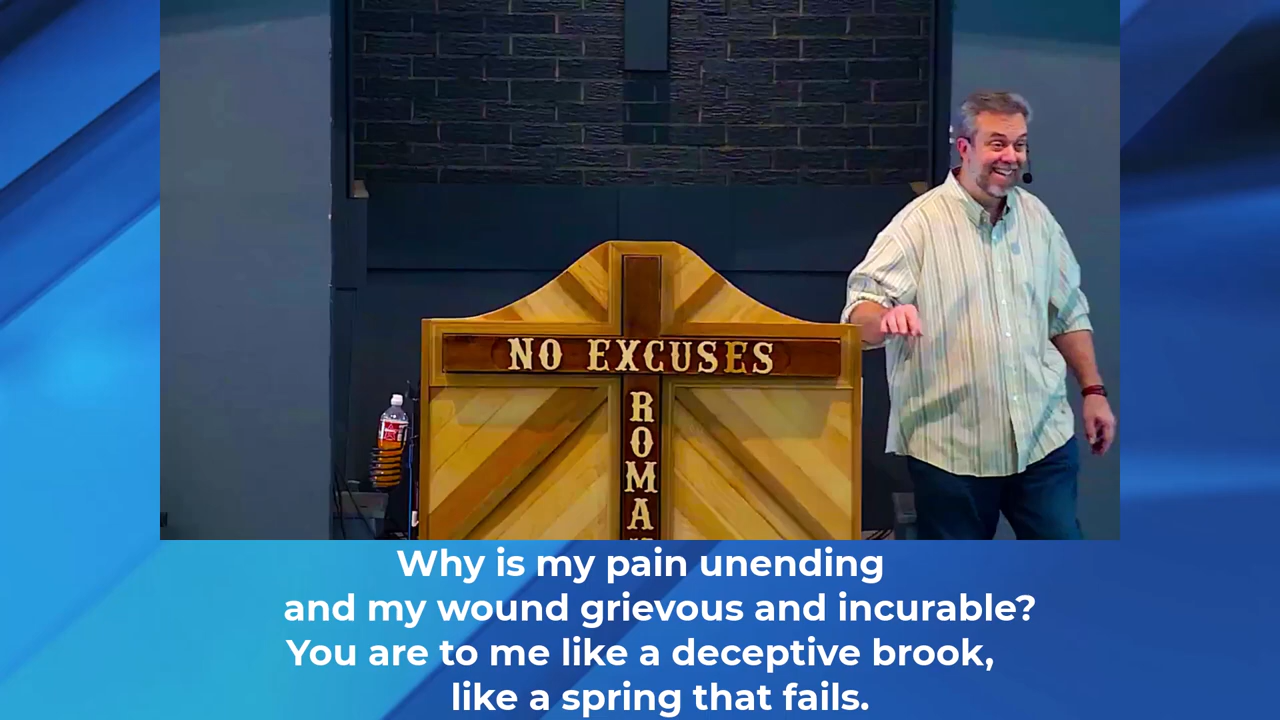 NO EXCUSES
ROMA
Why is my pain unending
and my wound grievous and incurable?
You are to me like a deceptive brook,
like a spring that fails.